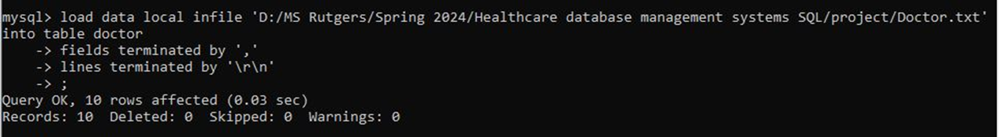 mysql> load data local infile 'D:/MS Rutgers/Spring 2024/Healthcare database management systems SQL/project/Doctor.txt'
into table doctor
    -> fields terminated by ','
    -> lines terminated by '\r\n'
    -> ;
Query OK, 10 rows affected (0.03 sec)
Records: 10  Deleted: 0  Skipped: 0  Warnings: 0